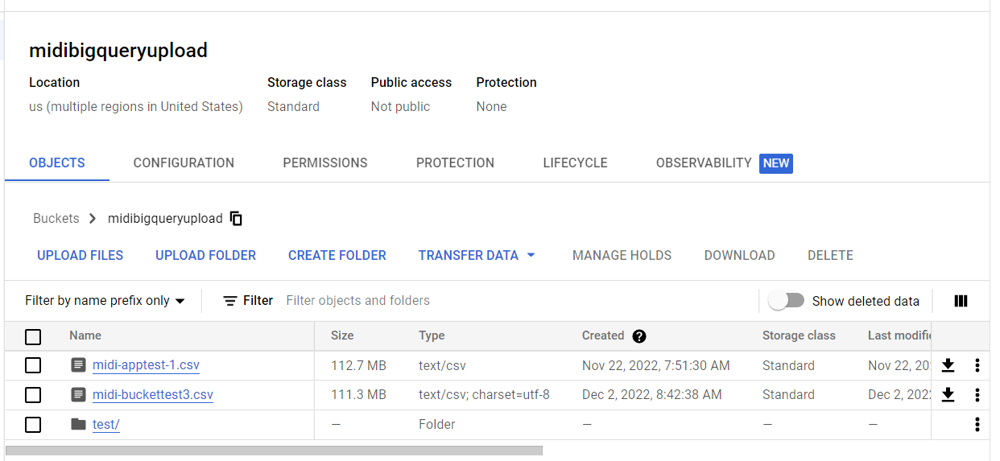 midibigqueryupload
Location Storage class Public access Protection
us (multiple regions in United States) Standard Not public None
OBJECTS CONFIGURATION PERMISSIONS PROTECTION LIFECYCLE OBSERVABILITY NEW
Buckets > midibigqueryupload
UPLOAD FILES UPLOAD FOLDER CREATE FOLDER TRANSFER DATA MANAGE HOLDS DOWNLOAD DELETE
Filter by name prefix only Filter Filter objects and folders Show deleted data
Name Size Type Created ? Storage class Last modifi
midi-apptest-1.csv 112.7 MB text/csv Nov 22, 2022, 7:51:30 AM Standard Nov 22, 20
midi-buckettest3.csv 111.3 MB text/csv; charset=utf-8 Dec 2, 2022, 8:42:38 AM Standard Dec 2, 202
test/ — Folder — — —